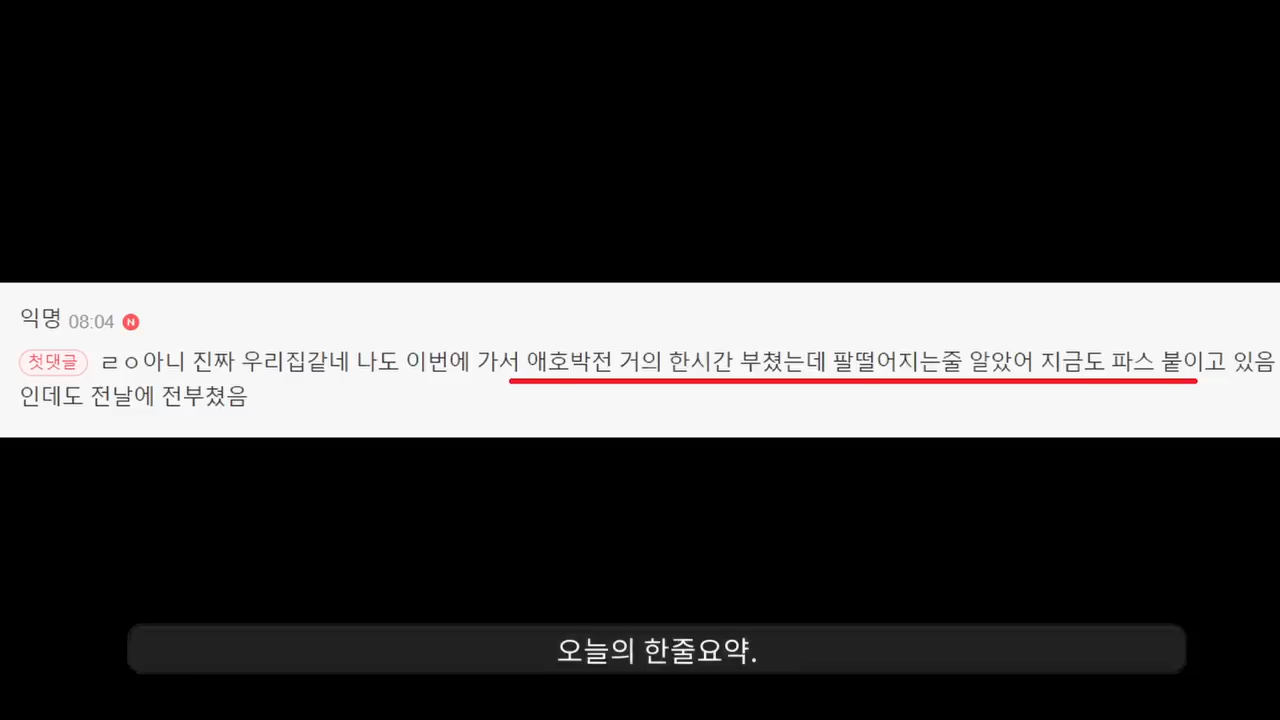 익명 08:04 N
첫댓글 ㄹㅇ아니 진짜 우리집같네 나도 이번에 가서 애호박전 거의 한시간 부쳤는데 팔떨어지는줄 알았어 지금도 파스 붙이고 있음
인데도 전날에 전부쳤음
오늘의 한줄요약.